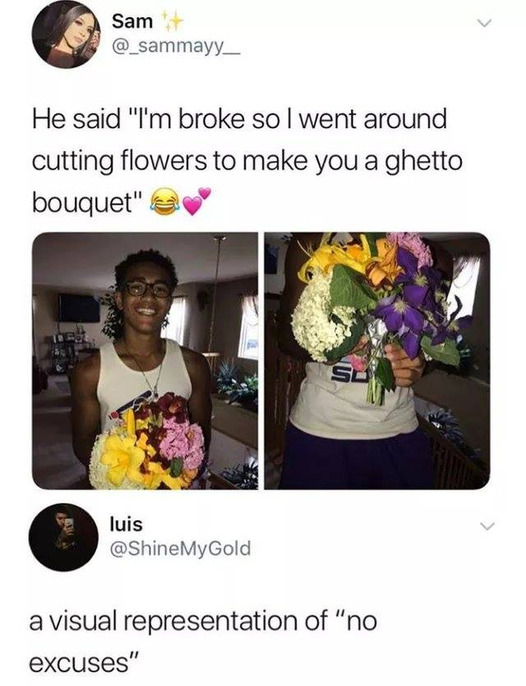 Sam ✨
@_sammayy__
He said "I'm broke so I went around
cutting flowers to make you a ghetto
bouquet" 😂💕
luis
@ShineMyGold
a visual representation of "no
excuses"